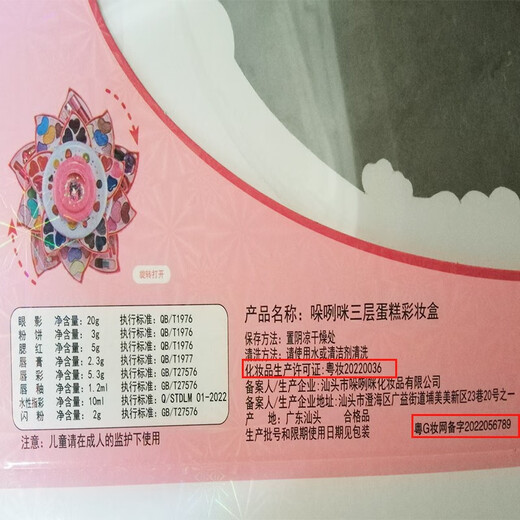 旋转打开
产品名称：哚咧咪三层蛋糕彩妆盒
保存方法：置阴凉干燥处
清洗方法：请使用水或清洁剂清洗
化妆品生产许可证：粤妆20220036
备案人/生产企业：汕头市哚咧咪化妆品有限公司
备案人/生产企业地址：汕头市澄海区广益街道埔美美新区23巷20号之一
产 地：广东汕头 合格品
生产批号和限期使用日期见包装
粤G妆网备字2022056789
眼 影 净含量：20g 执行标准：QB/T1976
粉 饼 净含量：3g 执行标准：QB/T1976
腮 红 净含量：5g 执行标准：QB/T1976
唇 膏 净含量：2.3g 执行标准：QB/T1977
唇 彩 净含量：5.3g 执行标准：GB/T27576
唇 釉 净含量：1.2ml 执行标准：GB/T27576
水性指彩 净含量：10ml 执行标准：Q/STDLM 01-2022
闪 粉 净含量：2g 执行标准：GB/T27576
注意：儿童请在成人的监护下使用